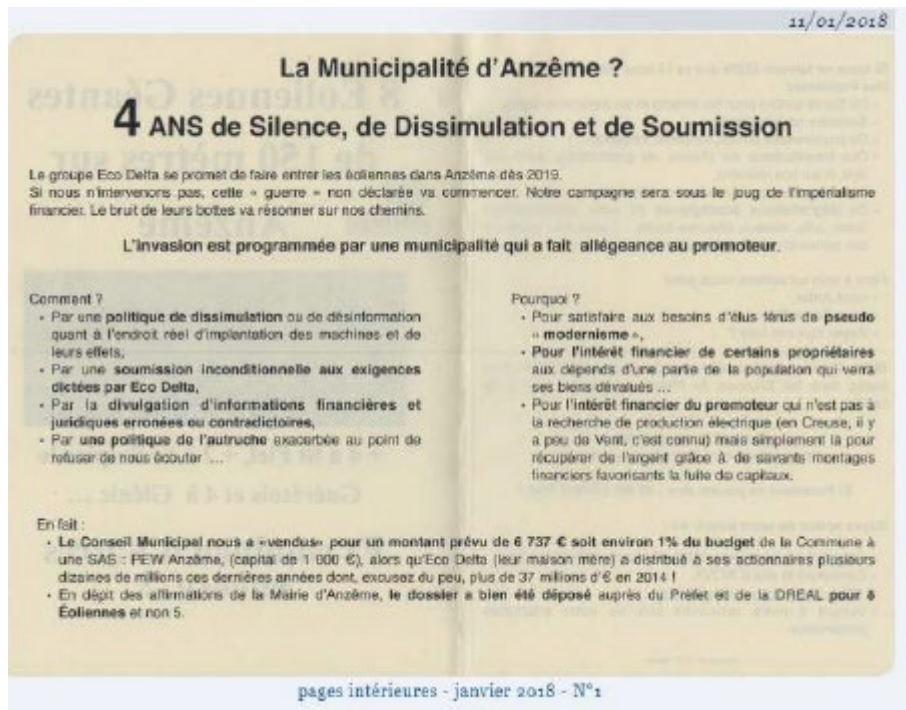 11/01/2018
La Municipalité d'Anzême ?
4 ANS de Silence, de Dissimulation et de Soumission
Le groupe Eco Delta se promet de faire entrer les éoliennes dans Anzême dès 2019.
Si nous n'intervenons pas, cette « guerre » non déclarée va commencer. Notre campagne sera sous le joug de l'impérialisme
financier. Le bruit de leurs bottes va résonner sur nos chemins.
L'invasion est programmée par une municipalité qui a fait allégeance au promoteur.
Comment ?
• Par une politique de dissimulation ou de désinformation
quant à l'endroit réel d'implantation des machines et de
leurs effets,
• Par une soumission inconditionnelle aux exigences
dictées par Eco Delta,
• Par la divulgation d'informations financières et
juridiques erronées ou contradictoires,
• Par une politique de l'autruche exacerbée au point de
refuser de nous écouter ...
Pourquoi ?
• Pour satisfaire aux besoins d'élus férus de pseudo
« modernisme »,
• Pour l'intérêt financier de certains propriétaires
aux dépends d'une partie de la population qui verra
ses biens dévalués ...
• Pour l'intérêt financier du promoteur qui n'est pas à
la recherche de production électrique (en Creuse, il y
a peu de Vent, c'est connu) mais simplement là pour
récupérer de l'argent grâce à de savants montages
financiers favorisants la fuite de capitaux.
En fait :
• Le Conseil Municipal nous a «vendus» pour un montant prévu de 6 737 € soit environ 1% du budget de la Commune à
une SAS : PEW Anzême, (capital de 1 000 €), alors qu'Eco Delta (leur maison mère) a distribué à ses actionnaires plusieurs
dizaines de millions ces dernières années dont, excusez du peu, plus de 37 millions d'€ en 2014 !
• En dépit des affirmations de la Mairie d'Anzême, le dossier a bien été déposé auprès du Préfet et de la DREAL pour 8
Éoliennes et non 5.
pages intérieures - janvier 2018 - N°1